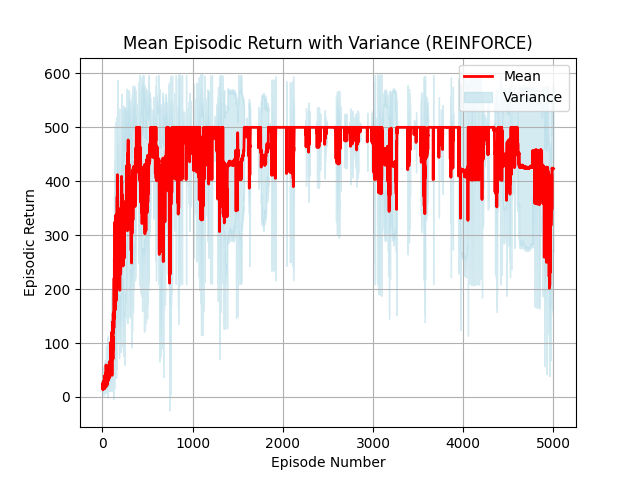 Mean Episodic Return with Variance (REINFORCE)
Mean
Variance
Episodic Return
600
500
400
300
200
100
0
0 1000 2000 3000 4000 5000
Episode Number